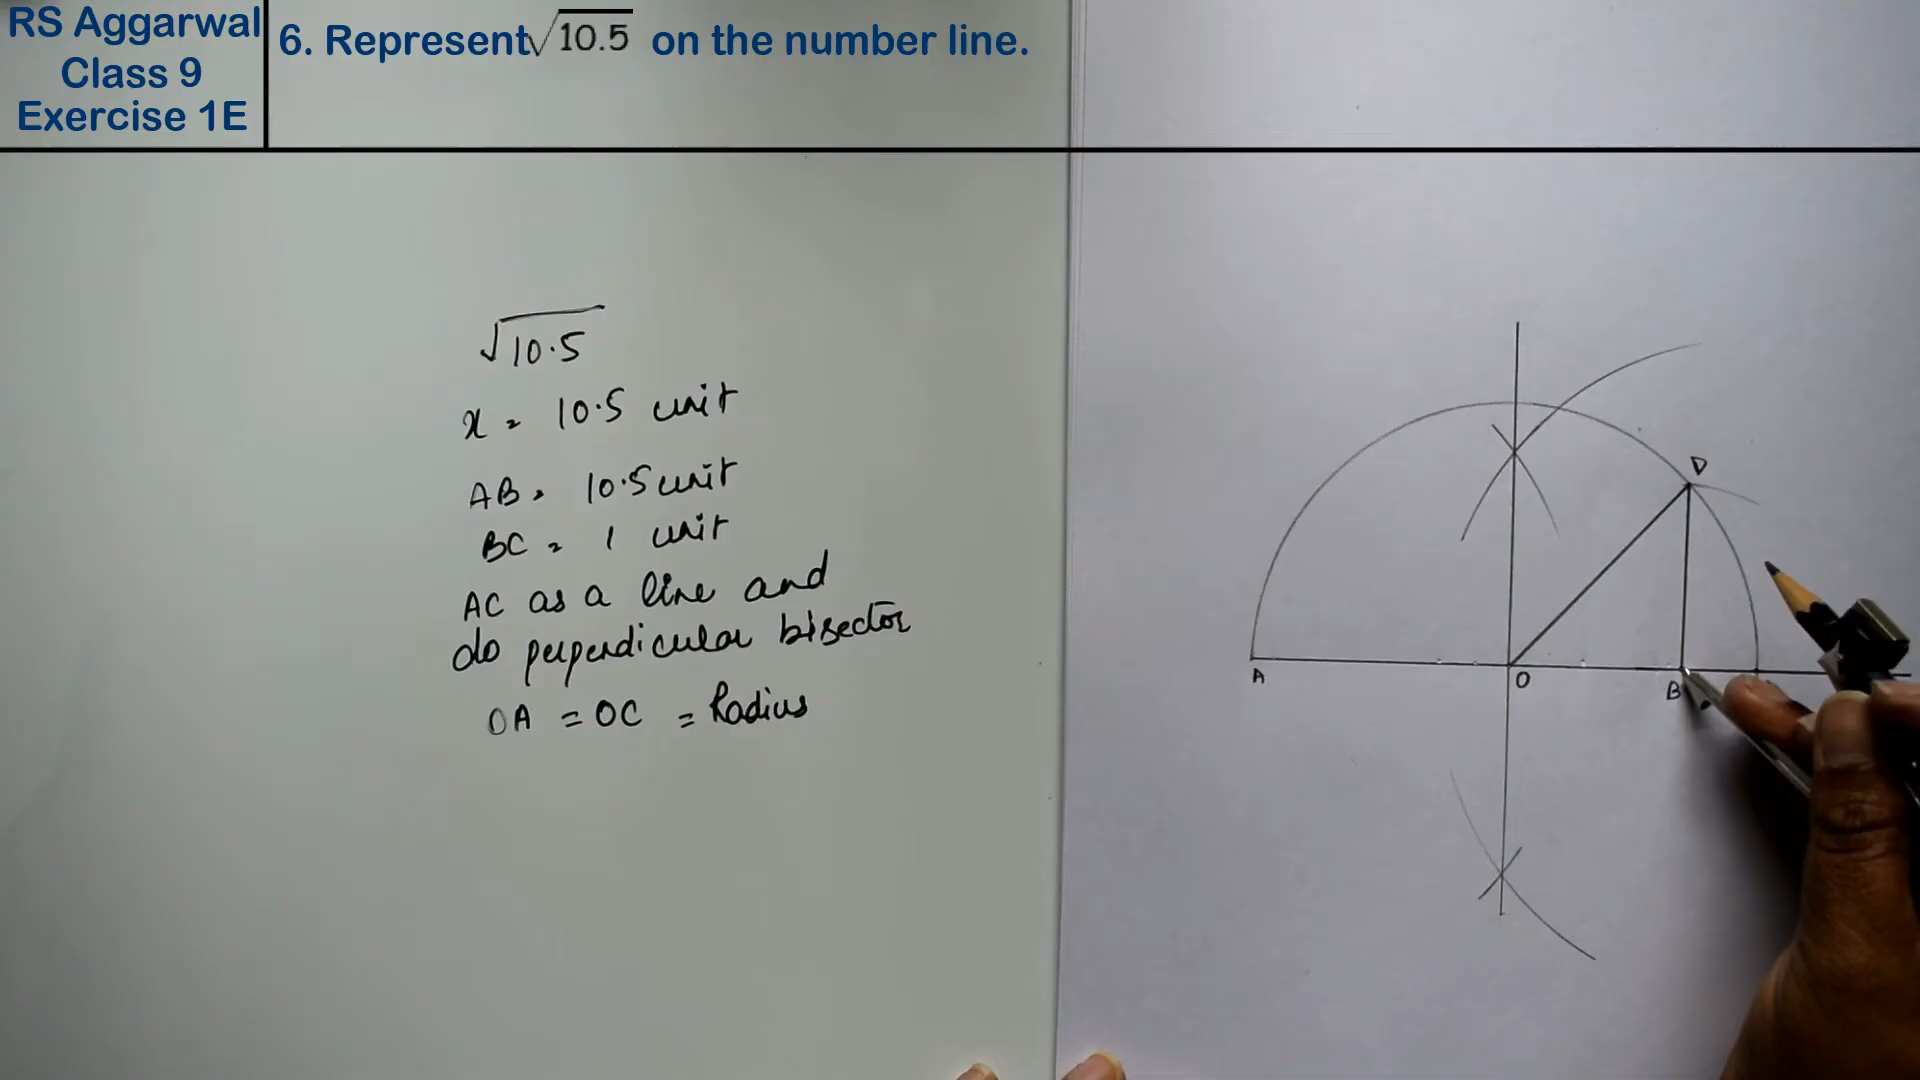 RS Aggarwal
Class 9
Exercise 1E
6. Represent √10.5 on the number line.
√10.5
x = 10.5 unit
AB = 10.5 unit
BC = 1 unit
AC as a line and
do perpendicular bisector
OA = OC = Radius
D
A
O
B